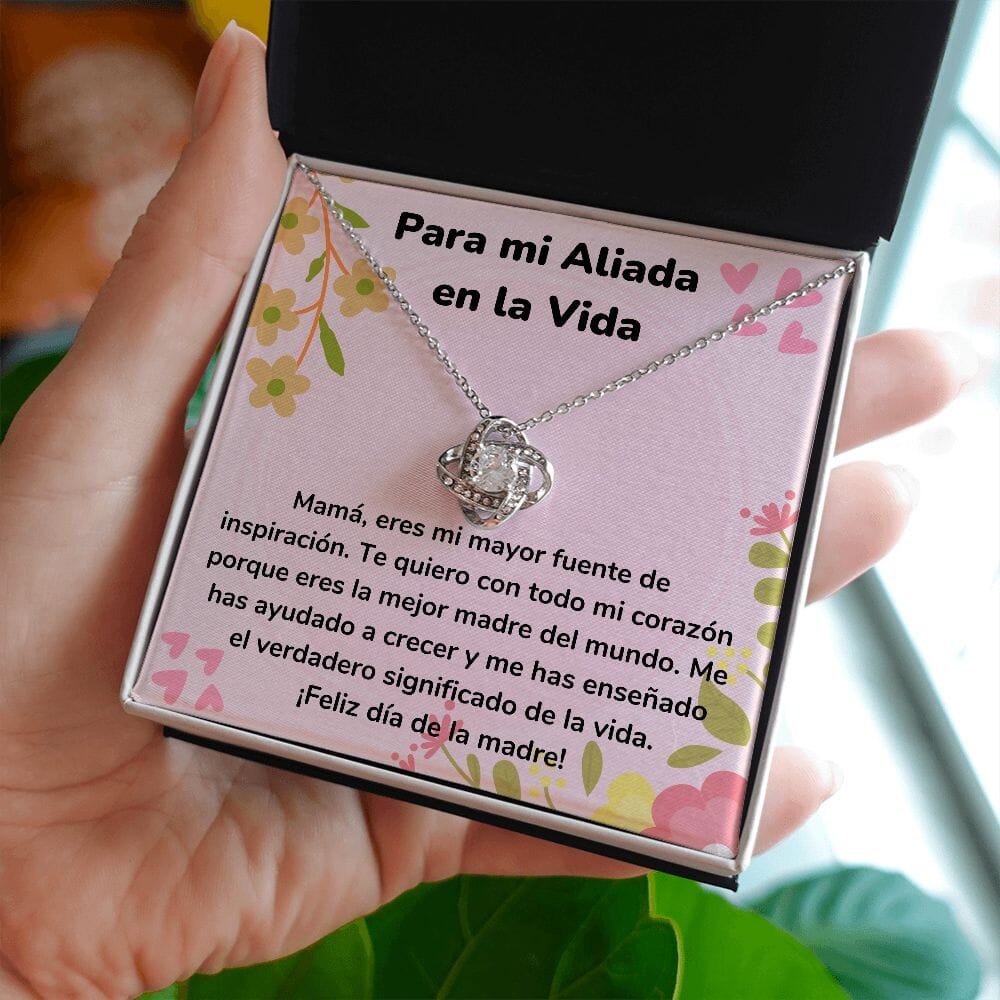 Para mi Aliada
en la Vida
Mamá, eres mi mayor fuente de
inspiración. Te quiero con todo mi corazón
porque eres la mejor madre del mundo. Me
has ayudado a crecer y me has enseñado
el verdadero significado de la vida.
¡Feliz día de la madre!